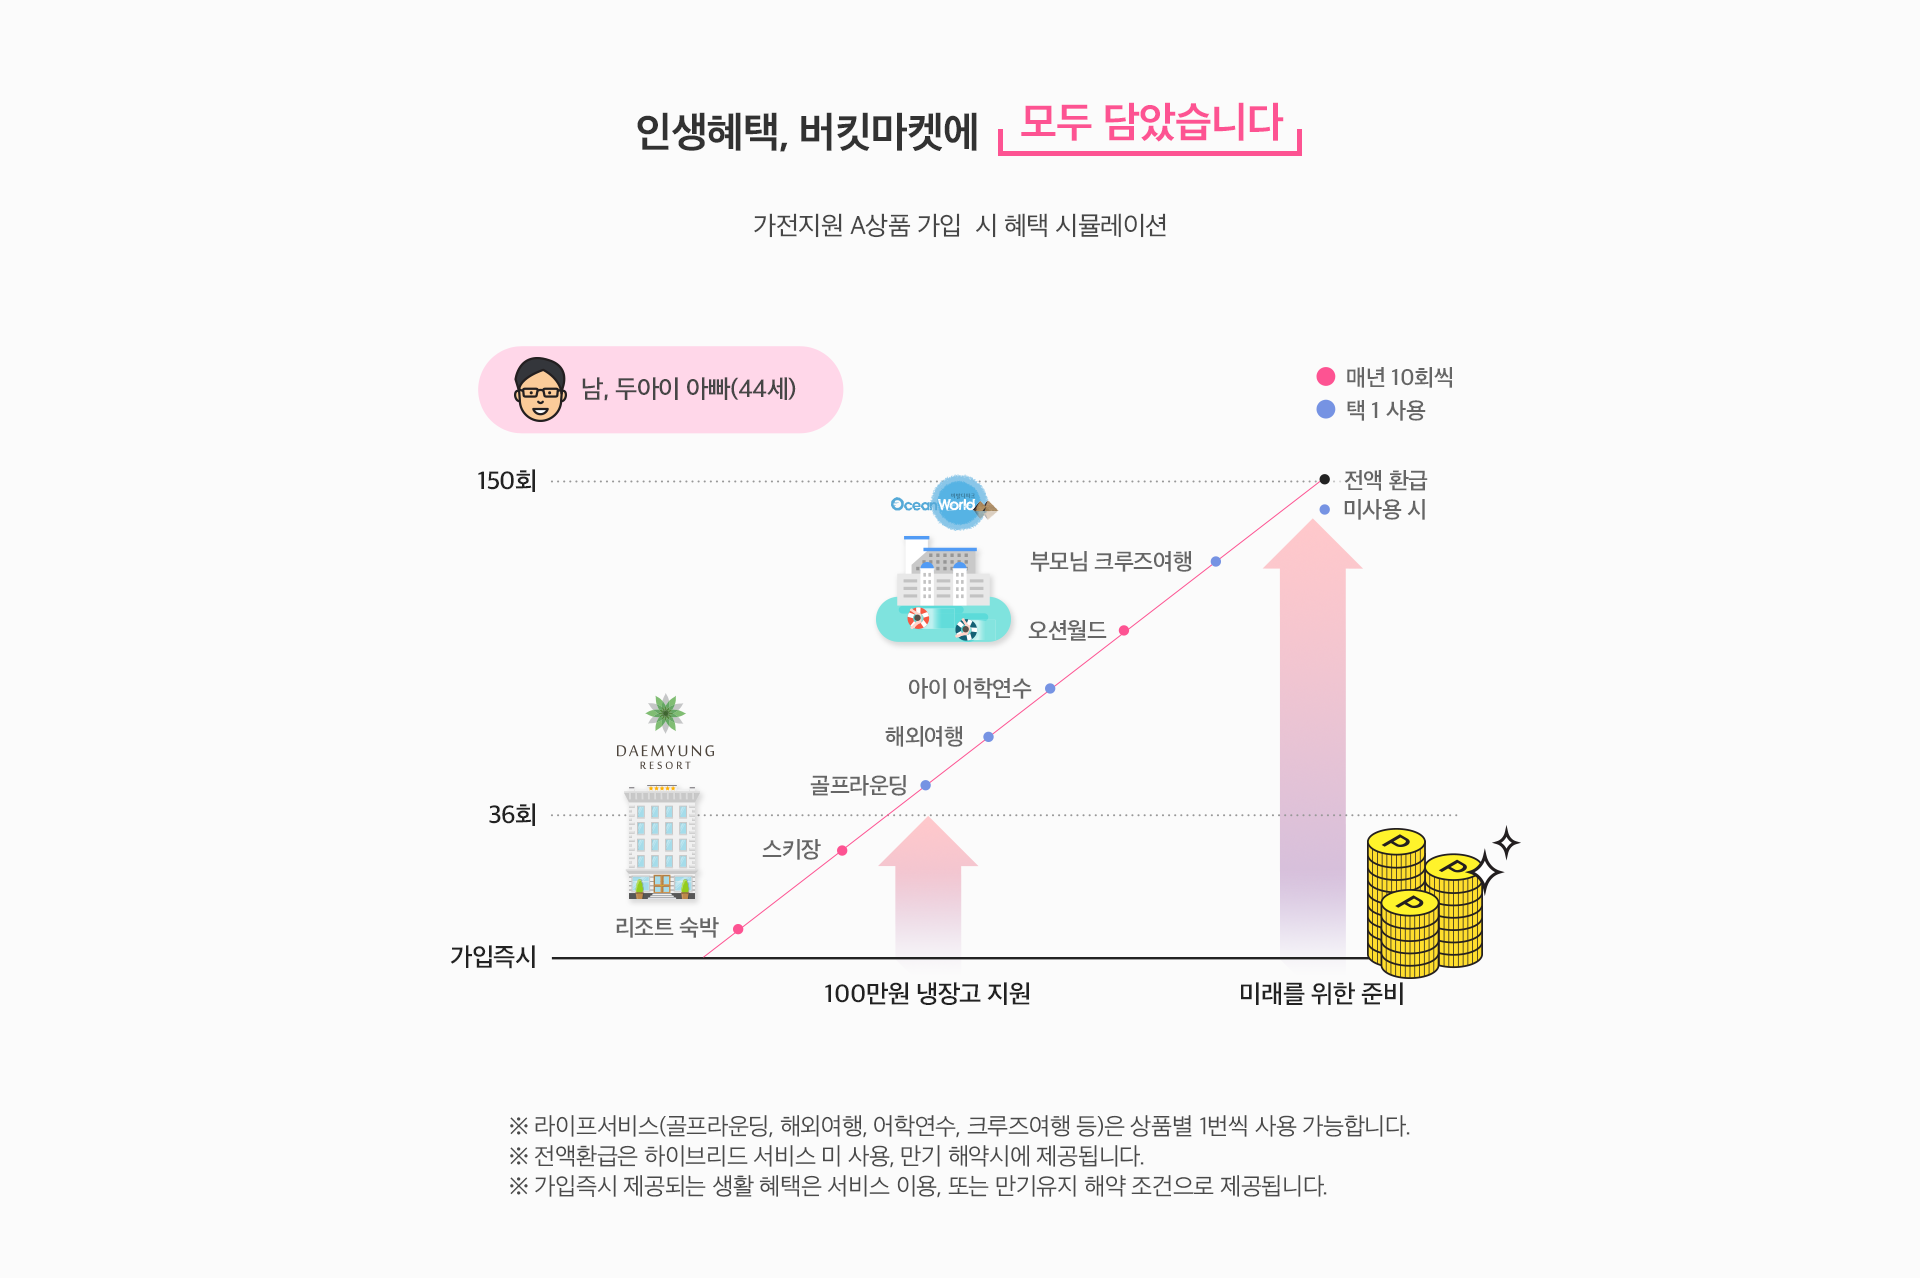 인생혜택, 버킷마켓에 모두 담았습니다
가전지원 A상품 가입 시 혜택 시뮬레이션
남, 두아이 아빠(44세)
매년 10회씩
택 1 사용
150회
전액 환급
미사용 시
OceanWorld
부모님 크루즈여행
오션월드
아이 어학연수
해외여행
DAEMYUNG
RESORT
골프라운딩
36회
스키장
리조트 숙박
가입즉시
100만원 냉장고 지원
미래를 위한 준비
※ 라이프서비스(골프라운딩, 해외여행, 어학연수, 크루즈여행 등)은 상품별 1번씩 사용 가능합니다.
※ 전액환급은 하이브리드 서비스 미 사용, 만기 해약시에 제공됩니다.
※ 가입즉시 제공되는 생활 혜택은 서비스 이용, 또는 만기유지 해약 조건으로 제공됩니다.